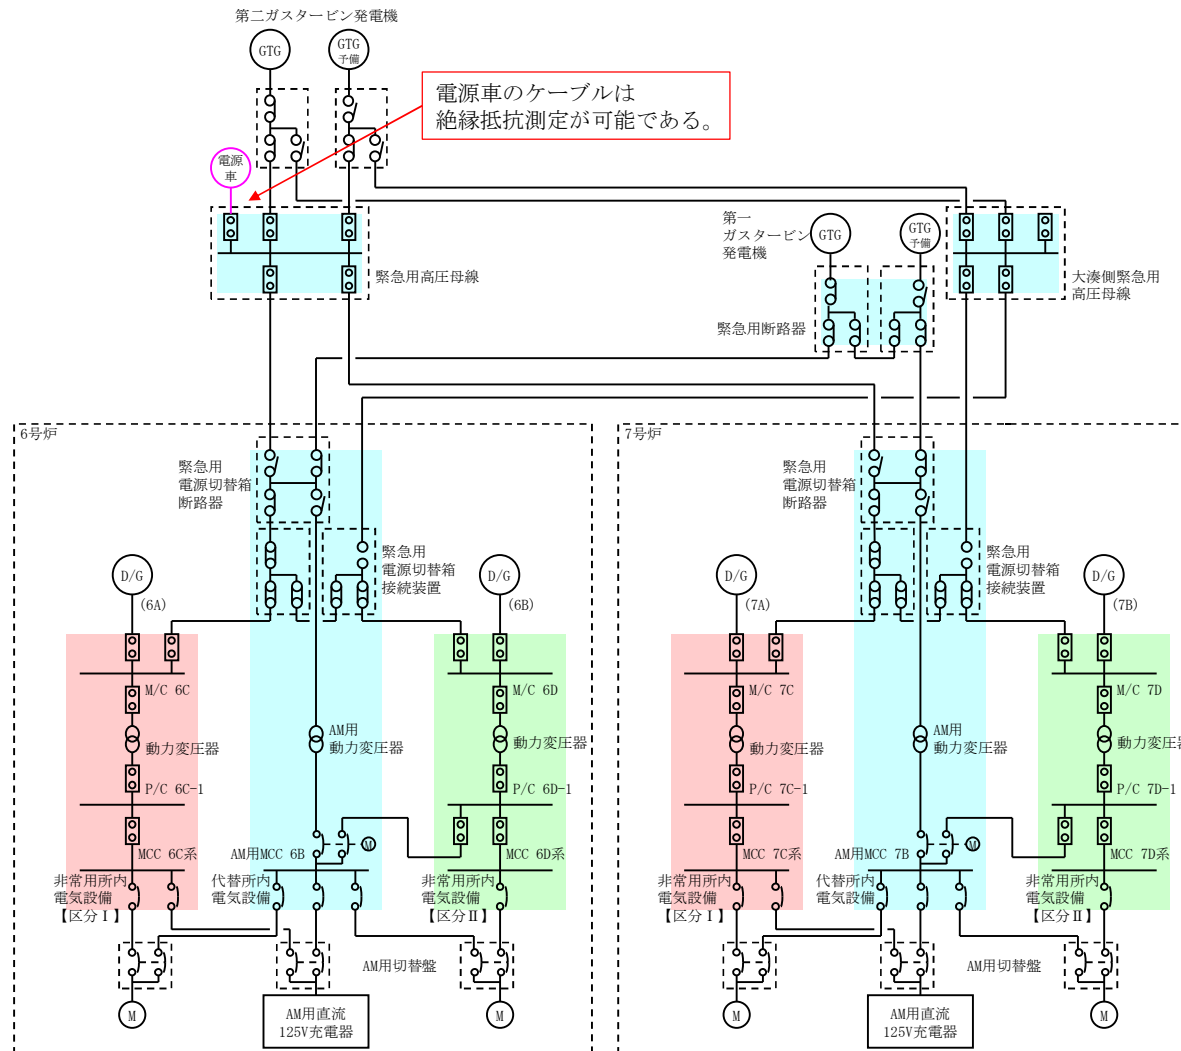 第二ガスタービン発電機
GTG
GTG
予備
電源車のケーブルは
絶縁抵抗測定が可能である。
電源
車
第一
ガスタービン
発電機
GTG
GTG
予備
緊急用高圧母線
大湊側緊急用
高圧母線
緊急用断路器
6号炉
緊急用
電源切替箱
断路器
緊急用
電源切替箱
接続装置
D/G
(6A)
D/G
(6B)
M/C 6C
M/C 6D
動力変圧器
AM用
動力変圧器
動力変圧器
P/C 6C-1
P/C 6D-1
M
MCC 6C系
AM用MCC 6B
MCC 6D系
非常用所内
電気設備
【区分Ⅰ】
代替所内
電気設備
非常用所内
電気設備
【区分Ⅱ】
AM用切替盤
M
AM用直流
125V充電器
M
7号炉
緊急用
電源切替箱
断路器
緊急用
電源切替箱
接続装置
D/G
(7A)
D/G
(7B)
M/C 7C
M/C 7D
動力変圧器
AM用
動力変圧器
動力変圧器
P/C 7C-1
P/C 7D-1
M
MCC 7C系
AM用MCC 7B
MCC 7D系
非常用所内
電気設備
【区分Ⅰ】
代替所内
電気設備
非常用所内
電気設備
【区分Ⅱ】
AM用切替盤
M
AM用直流
125V充電器
M